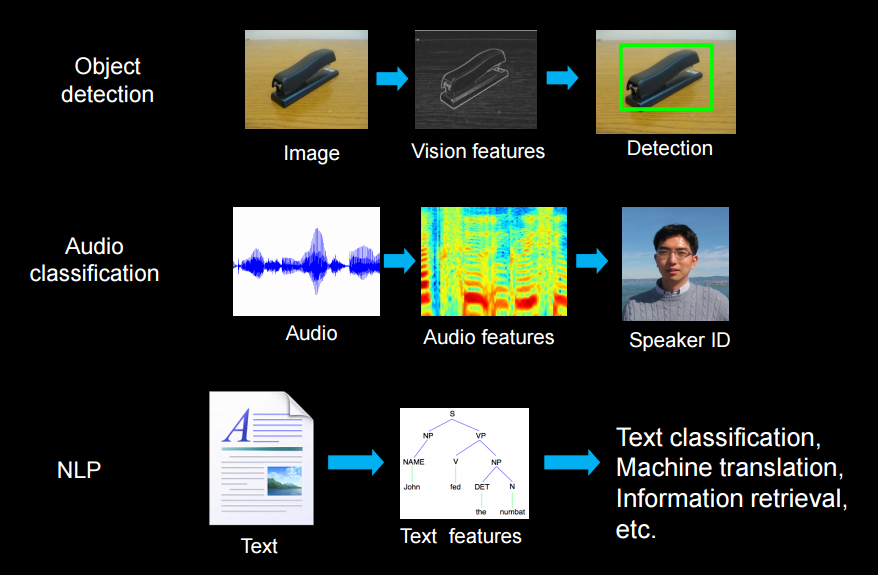 Object
detection
Image
Vision features
Detection
Audio
classification
Audio
Audio features
Speaker ID
NLP
A
Text
S
NP
VP
NAME
V
NP
John
fed
DET
N
the
numbat
Text features
Text classification,
Machine translation,
Information retrieval,
etc.